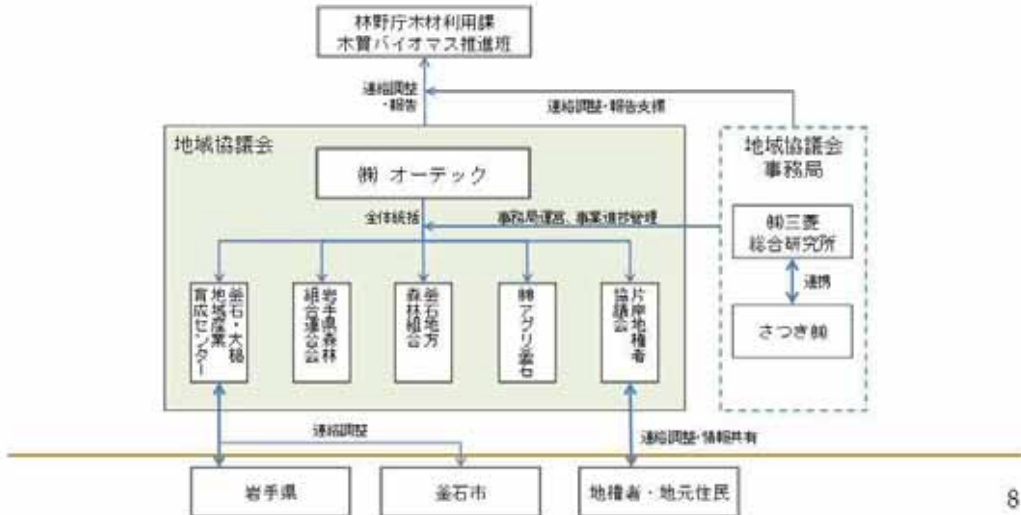 林野庁木材利用課
木質バイオマス推進班
連絡調整
・報告
連絡調整・報告支援
地域協議会
㈱ オーテック
全体統括
事務局運営、事業進捗管理
地域協議会
事務局
㈱三菱
総合研究所
連携
さつき㈱
釜石・大槌
地域産業
育成センター
岩手県森林
組合連合会
釜石地方
森林組合
㈱アグリ釜石
片岸地権者
協議会
連絡調整
連絡調整・情報共有
岩手県
釜石市
地権者・地元住民
8